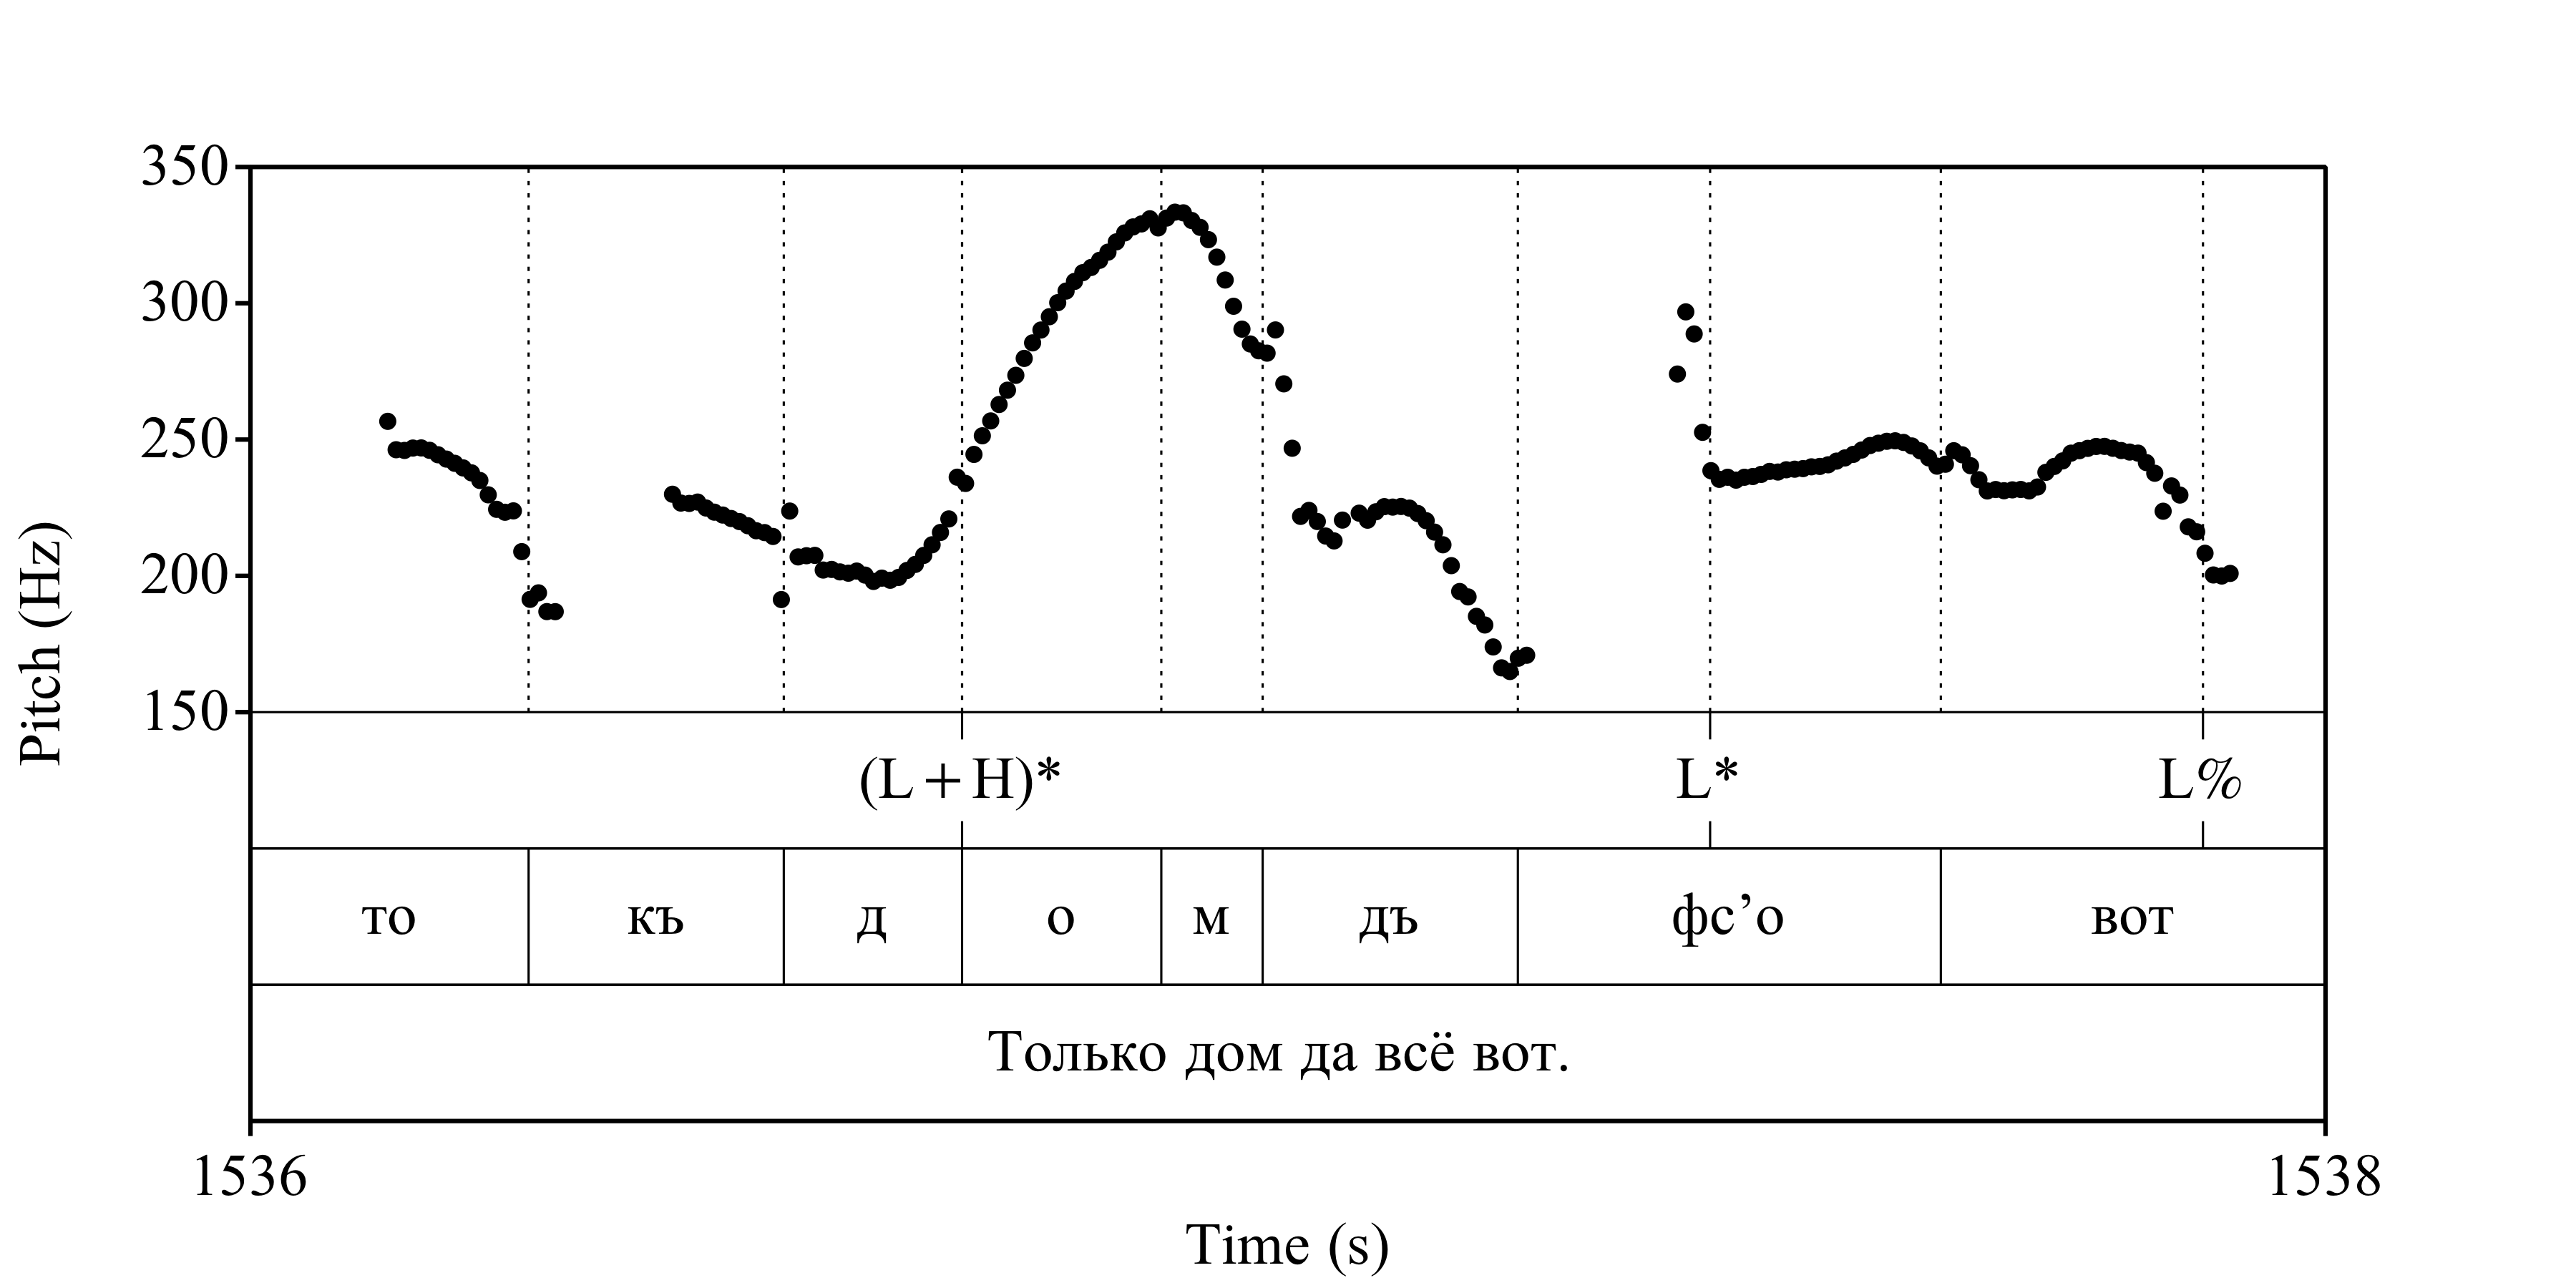 350
300
250
200
150
Pitch (Hz)
(L + H)* L* L%
то къ д о м дъ фс’о вот
Только дом да всё вот.
1536 1538
Time (s)